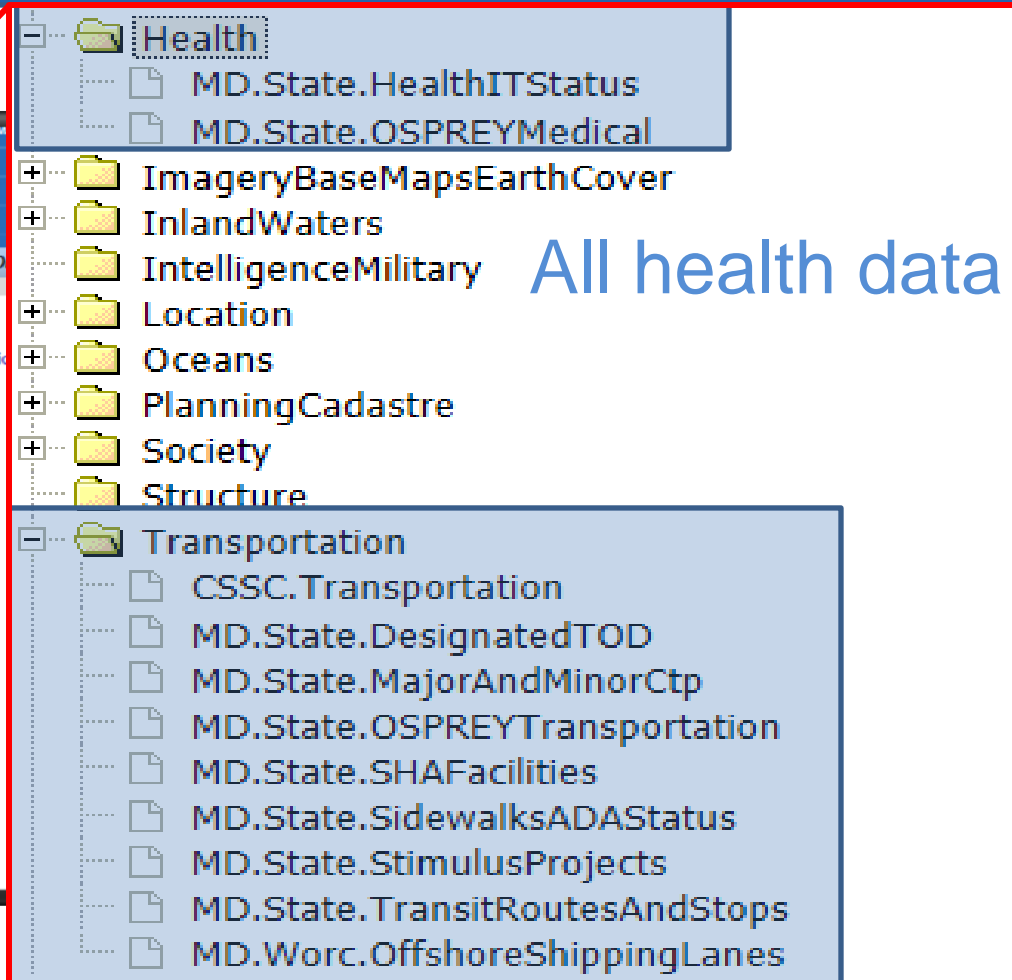 Health
MD.State.HealthITStatus
MD.State.OSPREYMedical
ImageryBaseMapsEarthCover
InlandWaters
IntelligenceMilitary
All health data
Location
Oceans
PlanningCadastre
Society
Structure
Transportation
CSSC.Transportation
MD.State.DesignatedTOD
MD.State.MajorAndMinorCtp
MD.State.OSPREYTransportation
MD.State.SHAFacilities
MD.State.SidewalksADAStatus
MD.State.StimulusProjects
MD.State.TransitRoutesAndStops
MD.Worc.OffshoreShippingLanes